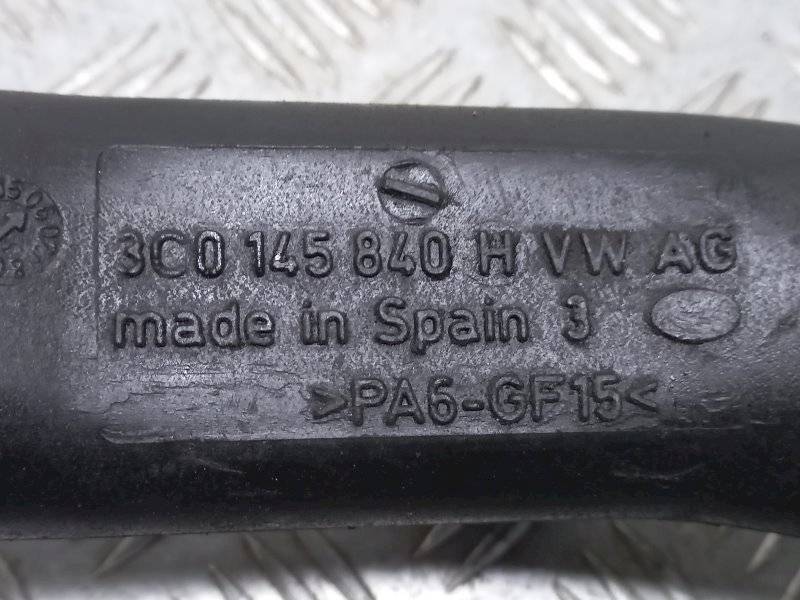 3C0 145 840 H VW AG
made in Spain 3
>PA6-GF15<